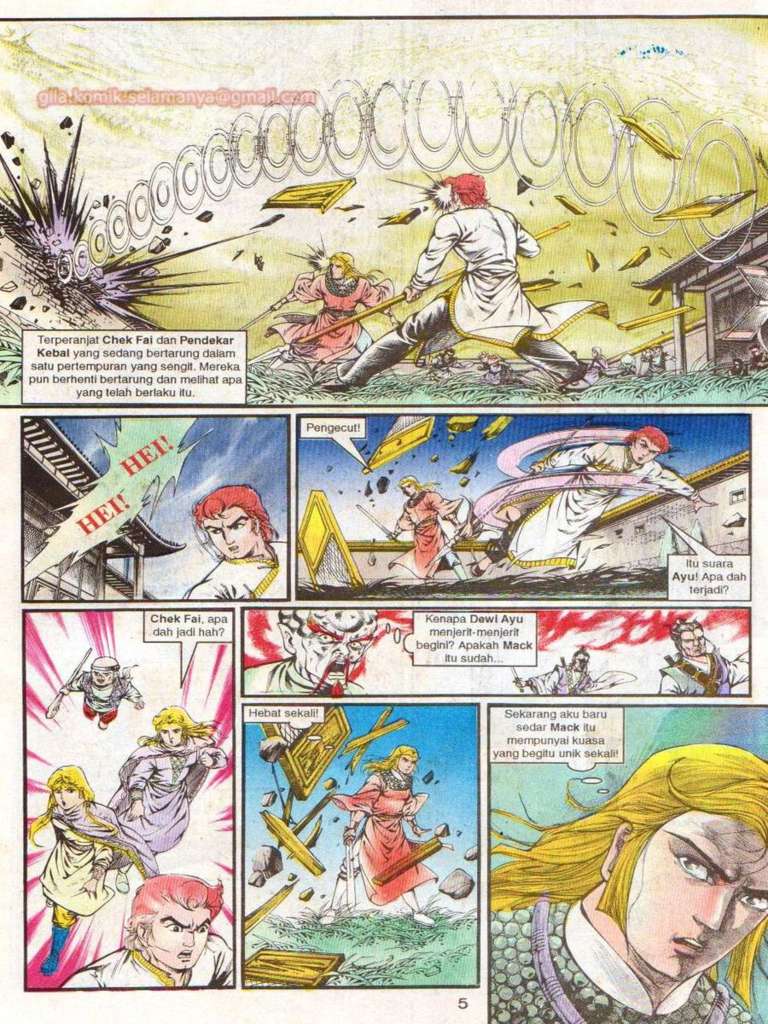 gila.komik.selamanya@gmail.com
Terperanjat Chek Fai dan Pendekar
Kebal yang sedang bertarung dalam
satu pertempuran yang sengit. Mereka
pun berhenti bertarung dan melihat apa
yang telah berlaku itu.
HEI!
HEI!
Pengecut!
Itu suara
Ayu! Apa dah
terjadi?
Chek Fai, apa
dah jadi hah?
Kenapa Dewi Ayu
menjerit-menjerit
begini? Apakah Mack
itu sudah...
Hebat sekali!
Sekarang aku baru
sedar Mack itu
mempunyai kuasa
yang begitu unik sekali!
5